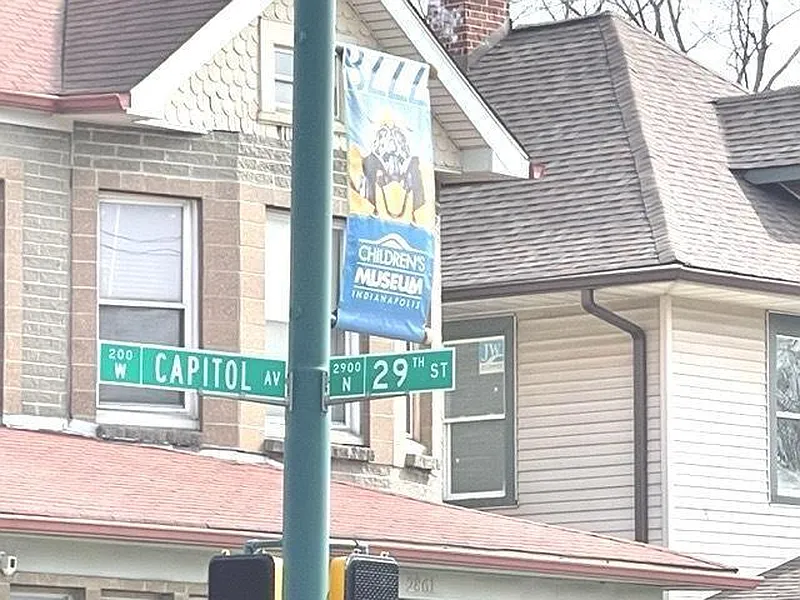 CHILDREN'S
MUSEUM
INDIANAPOLIS
200
W
CAPITOL AV
2900
N
29TH ST
JW
2861